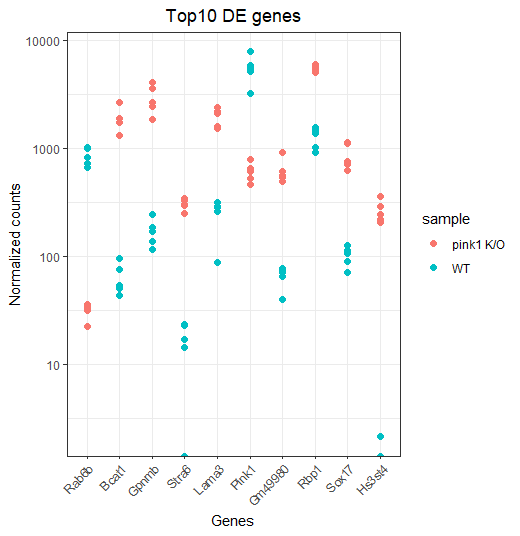 Top10 DE genes
Normalized counts
10000
1000
100
10
Rab6b
Bcat1
Gpnmb
Stra6
Lama3
Pink1
Gm49980
Rbp1
Sox17
Hs3st4
Genes
sample
pink1 K/O
WT